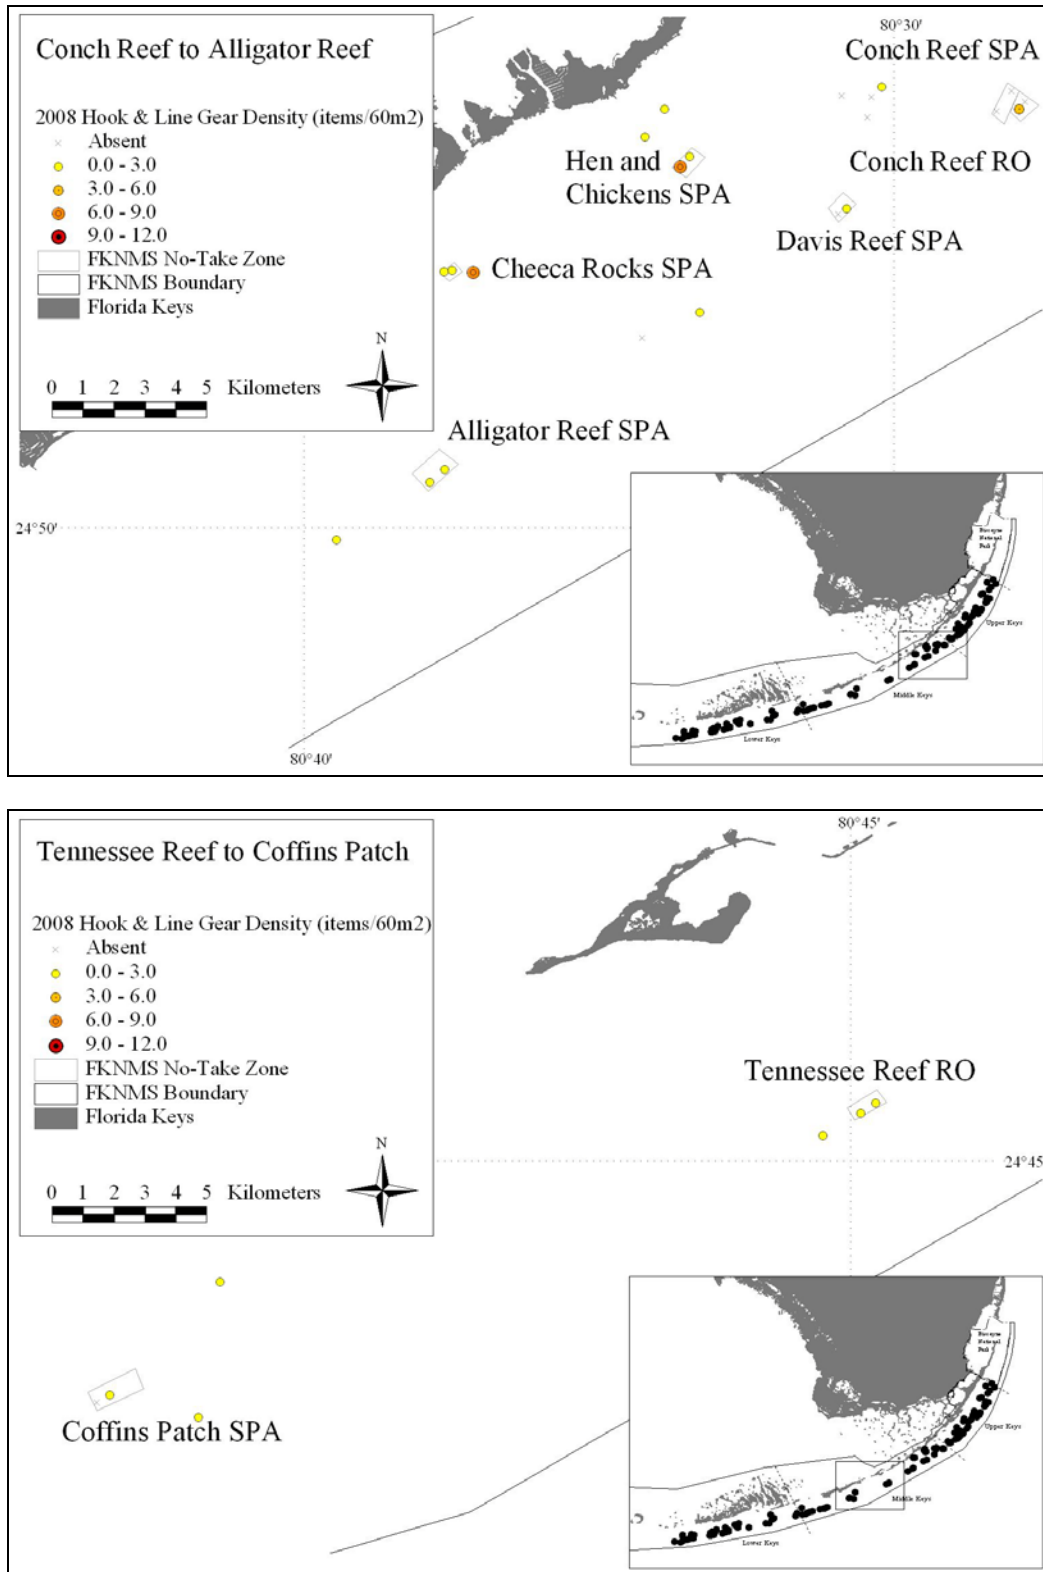 Conch Reef to Alligator Reef
2008 Hook & Line Gear Density (items/60m2)
Absent
0.0 - 3.0
3.0 - 6.0
6.0 - 9.0
9.0 - 12.0
FKNMS No-Take Zone
FKNMS Boundary
Florida Keys
0 1 2 3 4 5 Kilometers
N
80°30'
Conch Reef SPA
Conch Reef RO
Hen and
Chickens SPA
Davis Reef SPA
Cheeca Rocks SPA
Alligator Reef SPA
24°50'
80°40'
Biscayne
National
Park
Upper Keys
Middle Keys
Lower Keys
Tennessee Reef to Coffins Patch
2008 Hook & Line Gear Density (items/60m2)
Absent
0.0 - 3.0
3.0 - 6.0
6.0 - 9.0
9.0 - 12.0
FKNMS No-Take Zone
FKNMS Boundary
Florida Keys
0 1 2 3 4 5 Kilometers
N
80°45'
Tennessee Reef RO
24°45'
Coffins Patch SPA
Biscayne
National
Park
Upper Keys
Middle Keys
Lower Keys